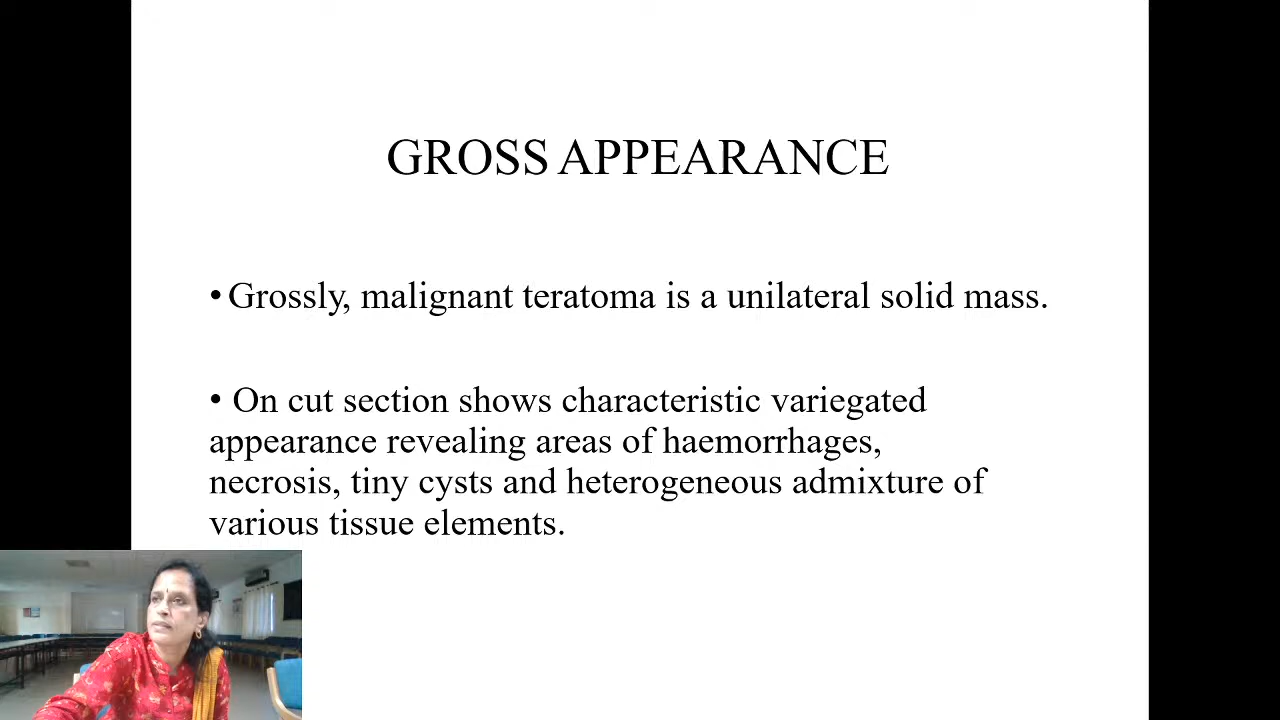 GROSS APPEARANCE
• Grossly, malignant teratoma is a unilateral solid mass.
• On cut section shows characteristic variegated
appearance revealing areas of haemorrhages,
necrosis, tiny cysts and heterogeneous admixture of
various tissue elements.